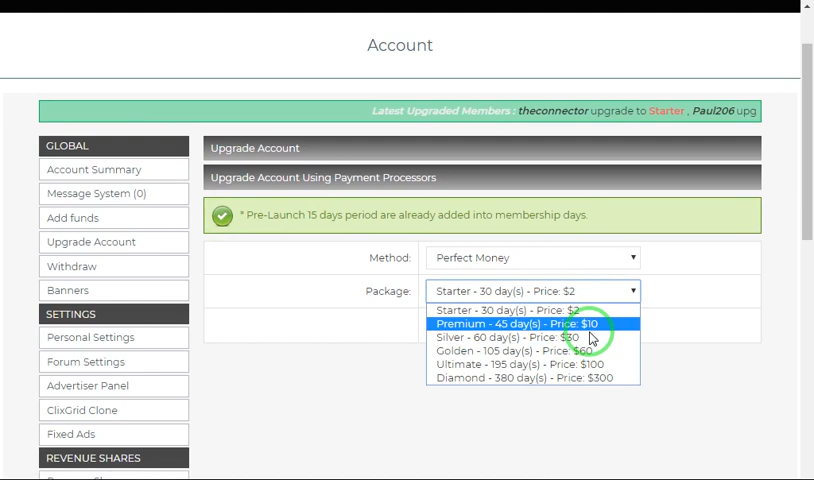 Account
Latest Upgraded Members : theconnector upgrade to Starter , Paul206 upg
GLOBAL
Account Summary
Message System (0)
Add funds
Upgrade Account
Withdraw
Banners
SETTINGS
Personal Settings
Forum Settings
Advertiser Panel
ClixGrid Clone
Fixed Ads
REVENUE SHARES
Upgrade Account
Upgrade Account Using Payment Processors
* Pre-Launch 15 days period are already added into membership days.
Method: Perfect Money
Package: Starter - 30 day(s) - Price: $2
Starter - 30 day(s) - Price: $2
Premium - 45 day(s) - Price: $10
Silver - 60 day(s) - Price: $30
Golden - 105 day(s) - Price: $60
Ultimate - 195 day(s) - Price: $100
Diamond - 380 day(s) - Price: $300